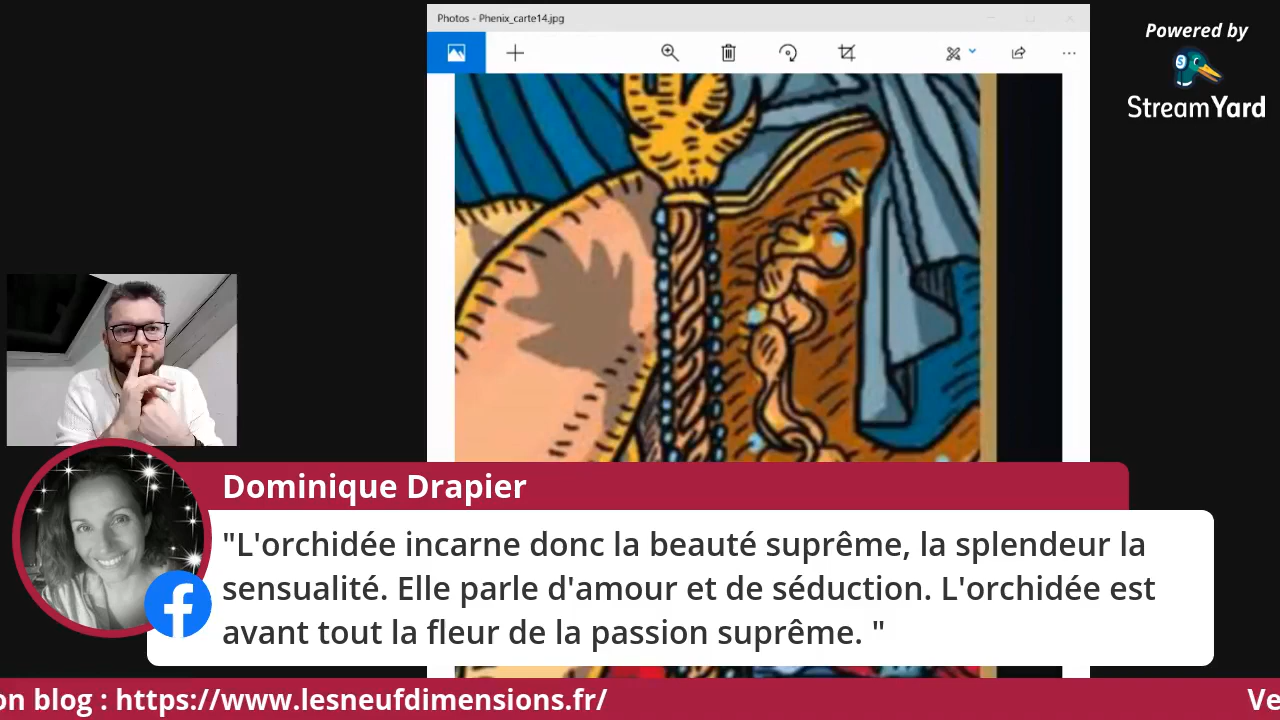 Photos - Phenix_carte14.jpg
Powered by
StreamYard
Dominique Drapier
"L'orchidée incarne donc la beauté suprême, la splendeur la
sensualité. Elle parle d'amour et de séduction. L'orchidée est
avant tout la fleur de la passion suprême. "
on blog : https://www.lesneufdimensions.fr/
Ve